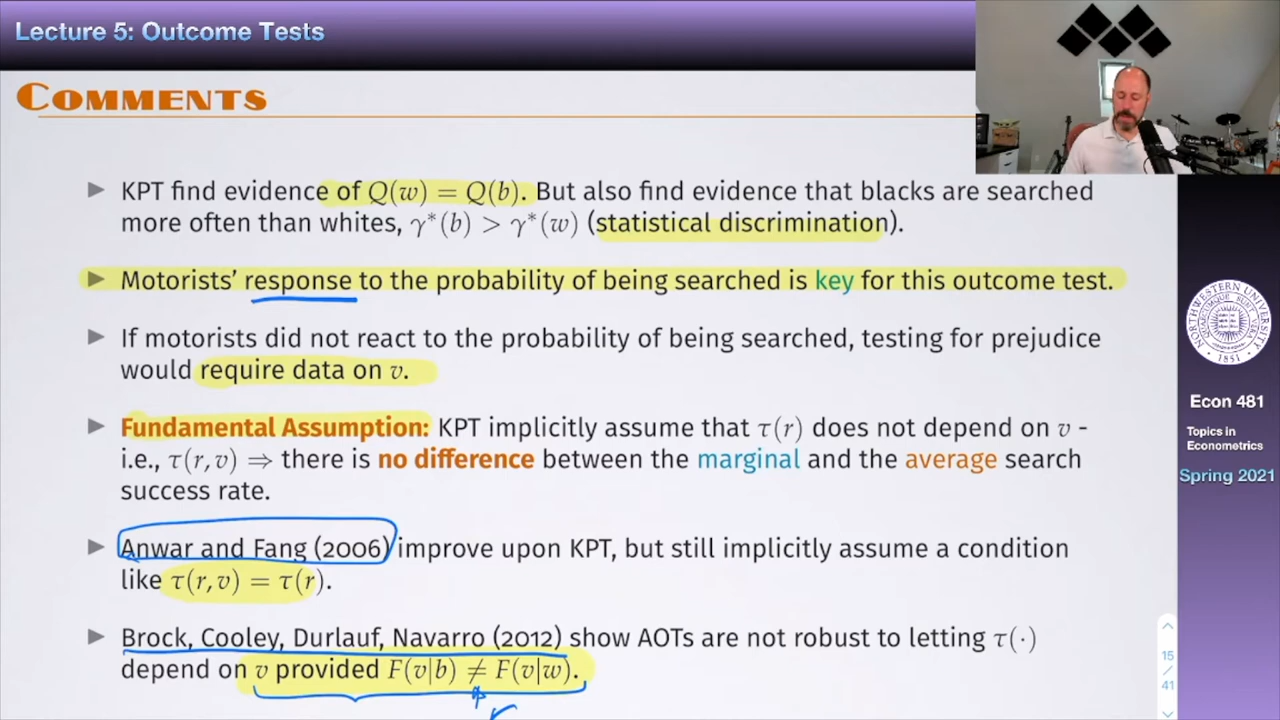 Lecture 5: Outcome Tests
COMMENTS
▶ KPT find evidence of Q(w) = Q(b). But also find evidence that blacks are searched
more often than whites, γ*(b) > γ*(w) (statistical discrimination).
▶ Motorists’ response to the probability of being searched is key for this outcome test.
▶ If motorists did not react to the probability of being searched, testing for prejudice
would require data on v.
▶ Fundamental Assumption: KPT implicitly assume that τ(r) does not depend on v -
i.e., τ(r, v) ⇒ there is no difference between the marginal and the average search
success rate.
▶ Anwar and Fang (2006) improve upon KPT, but still implicitly assume a condition
like τ(r, v) = τ(r).
▶ Brock, Cooley, Durlauf, Navarro (2012) show AOTs are not robust to letting τ(·)
depend on v provided F(v|b) ≠ F(v|w).
NORTHWESTERN UNIVERSITY
1851
Econ 481
Topics in
Econometrics
Spring 2021
15
/
41